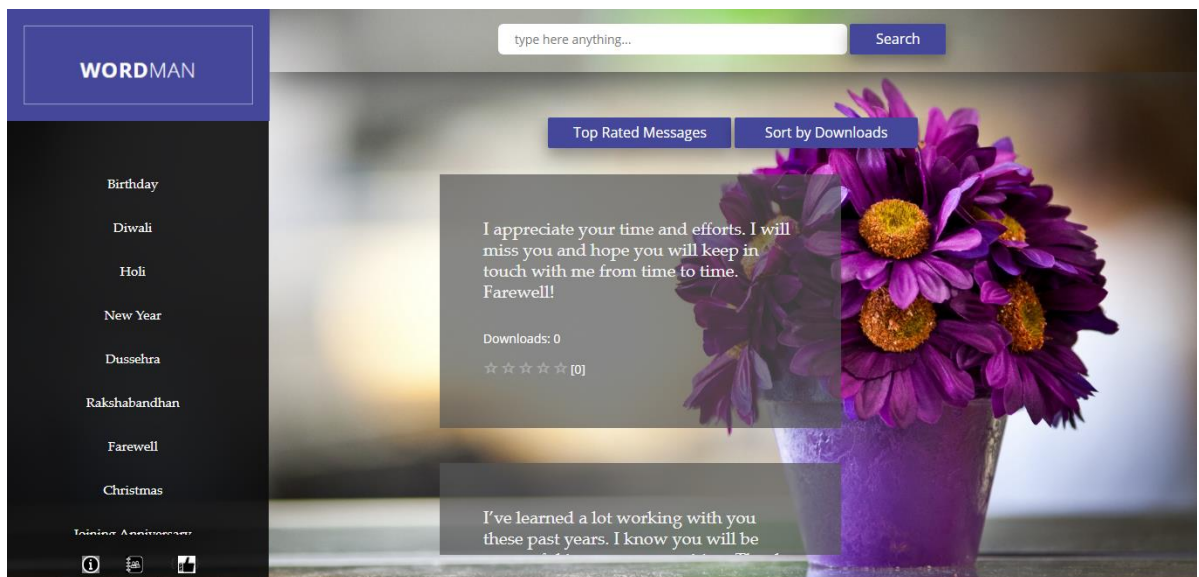 WORDMAN
type here anything...
Search
Top Rated Messages
Sort by Downloads
Birthday
Diwali
Holi
New Year
Dussehra
Rakshabandhan
Farewell
Christmas
Joining Anniversary
I appreciate your time and efforts. I will
miss you and hope you will keep in
touch with me from time to time.
Farewell!
Downloads: 0
[0]
I've learned a lot working with you
these past years. I know you will be